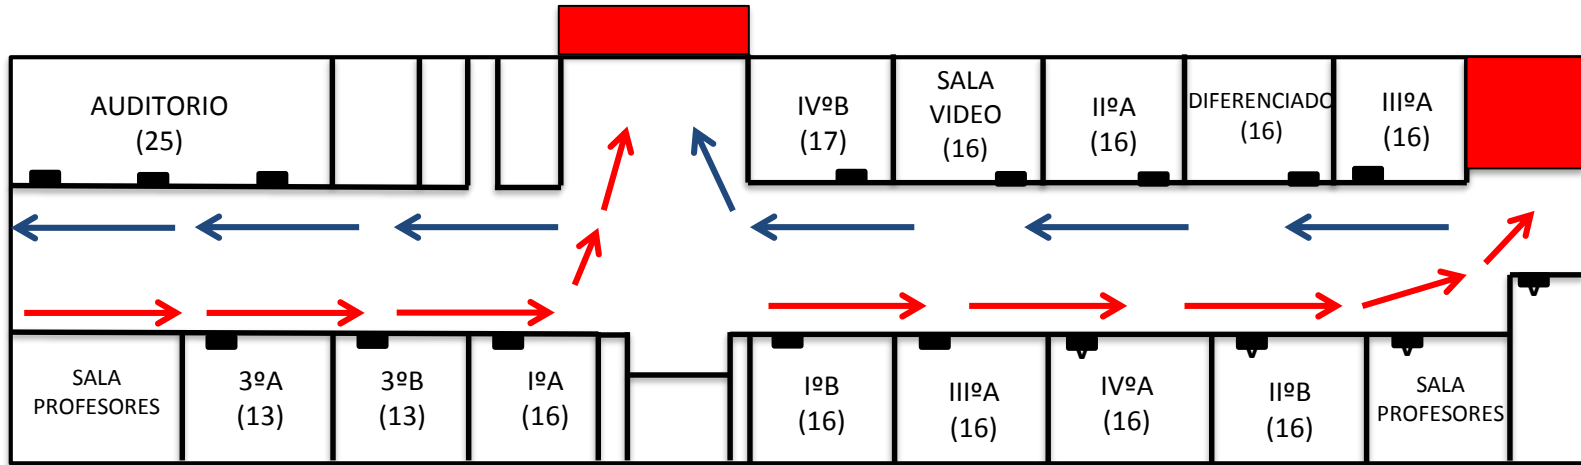 AUDITORIO
(25)
IVºB
(17)
SALA
VIDEO
(16)
IIºA
(16)
DIFERENCIADO
(16)
IIIºA
(16)
SALA
PROFESORES
3ºA
(13)
3ºB
(13)
IºA
(16)
IºB
(16)
IIIºA
(16)
IVºA
(16)
IIºB
(16)
SALA
PROFESORES